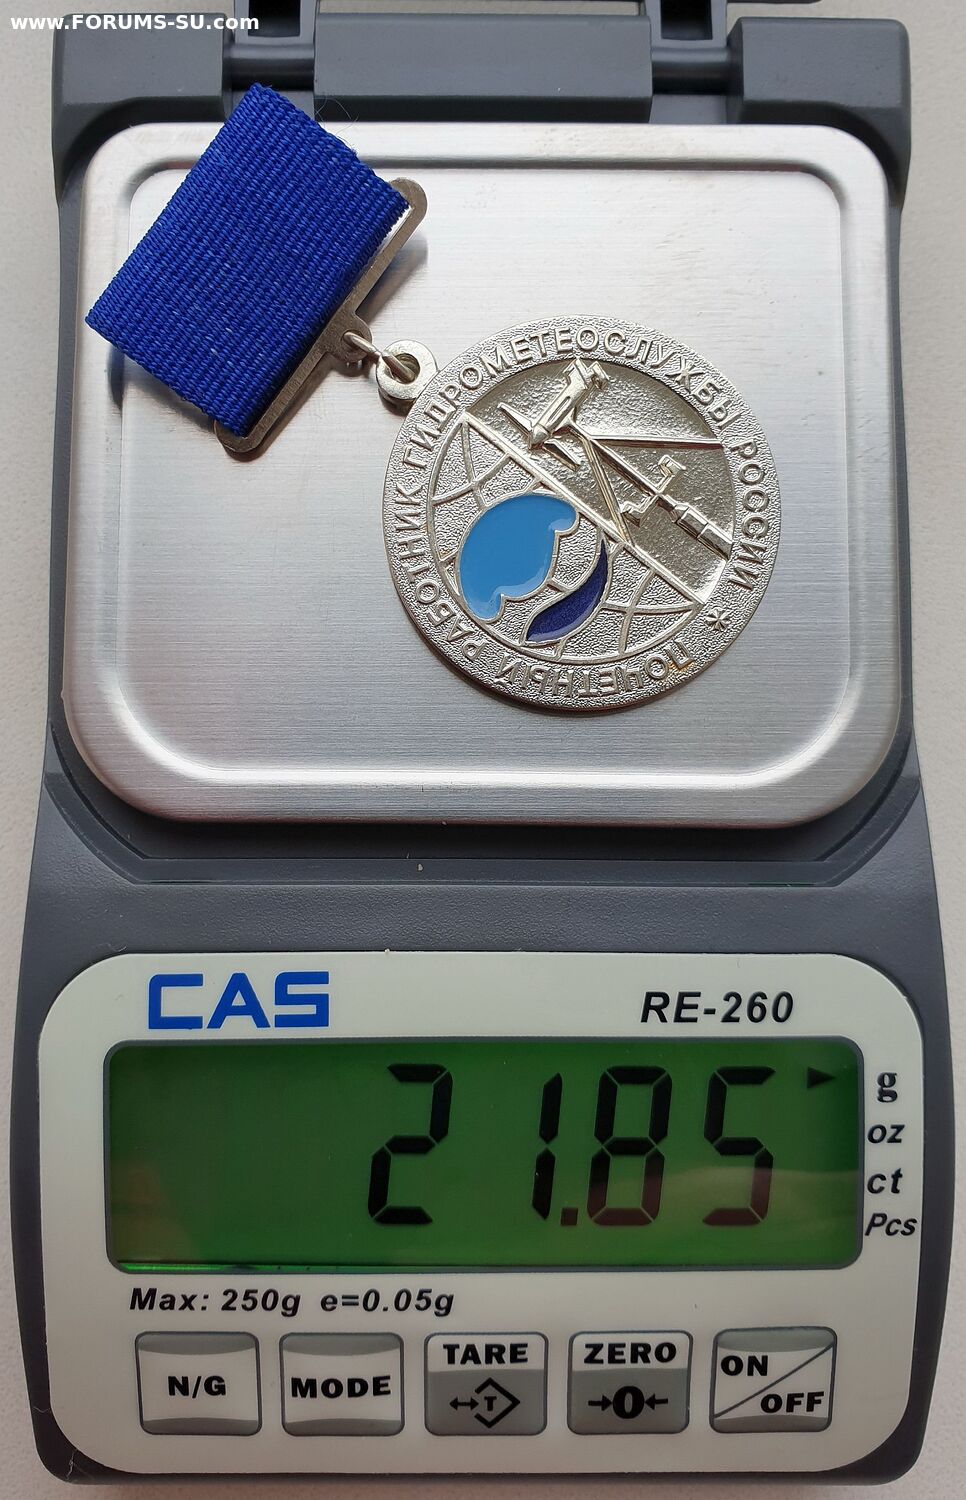 www.FORUMS-SU.com
ПОЧЕТНЫЙ РАБОТНИК ГИДРОМЕТЕОСЛУЖБЫ РОССИИ *
CAS
RE-260
21.85
g
oz
ct
Pcs
Max: 250g e=0.05g
N/G
MODE
TARE
T
ZERO
→0←
ON
OFF